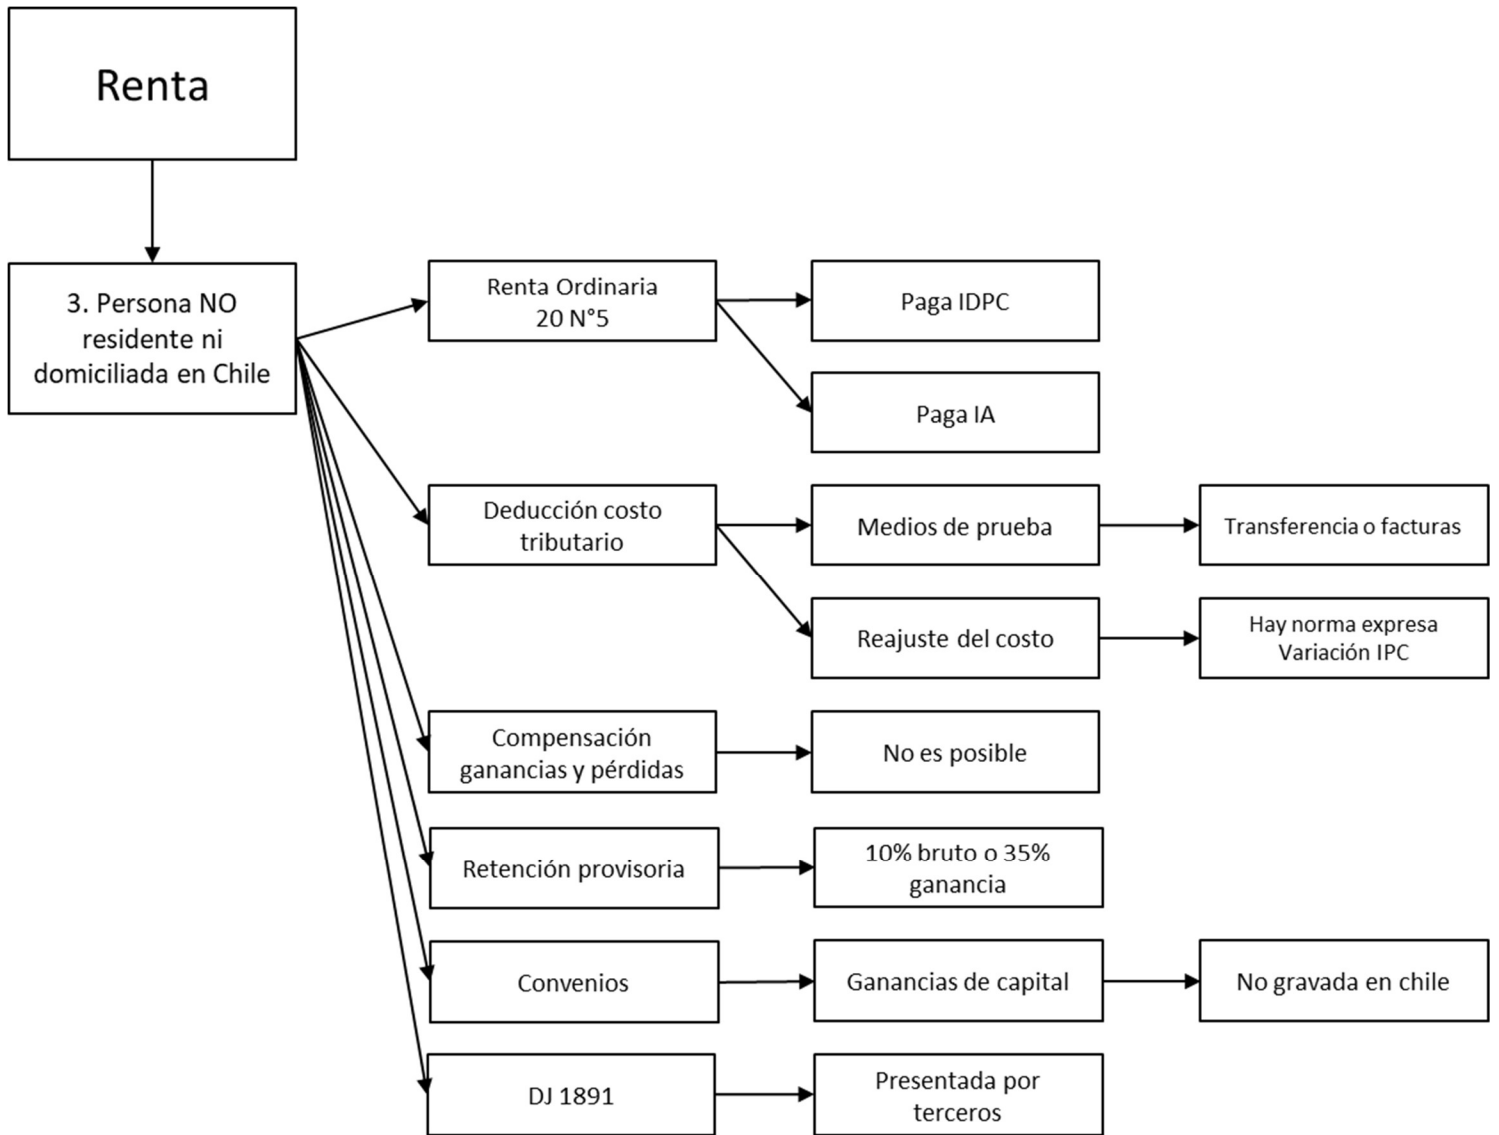 Renta
3. Persona NO
residente ni
domiciliada en Chile
Renta Ordinaria
20 N°5
Paga IDPC
Paga IA
Deducción costo
tributario
Medios de prueba
Transferencia o facturas
Reajuste del costo
Hay norma expresa
Variación IPC
Compensación
ganancias y pérdidas
No es posible
Retención provisoria
10% bruto o 35%
ganancia
Convenios
Ganancias de capital
No gravada en chile
DJ 1891
Presentada por
terceros